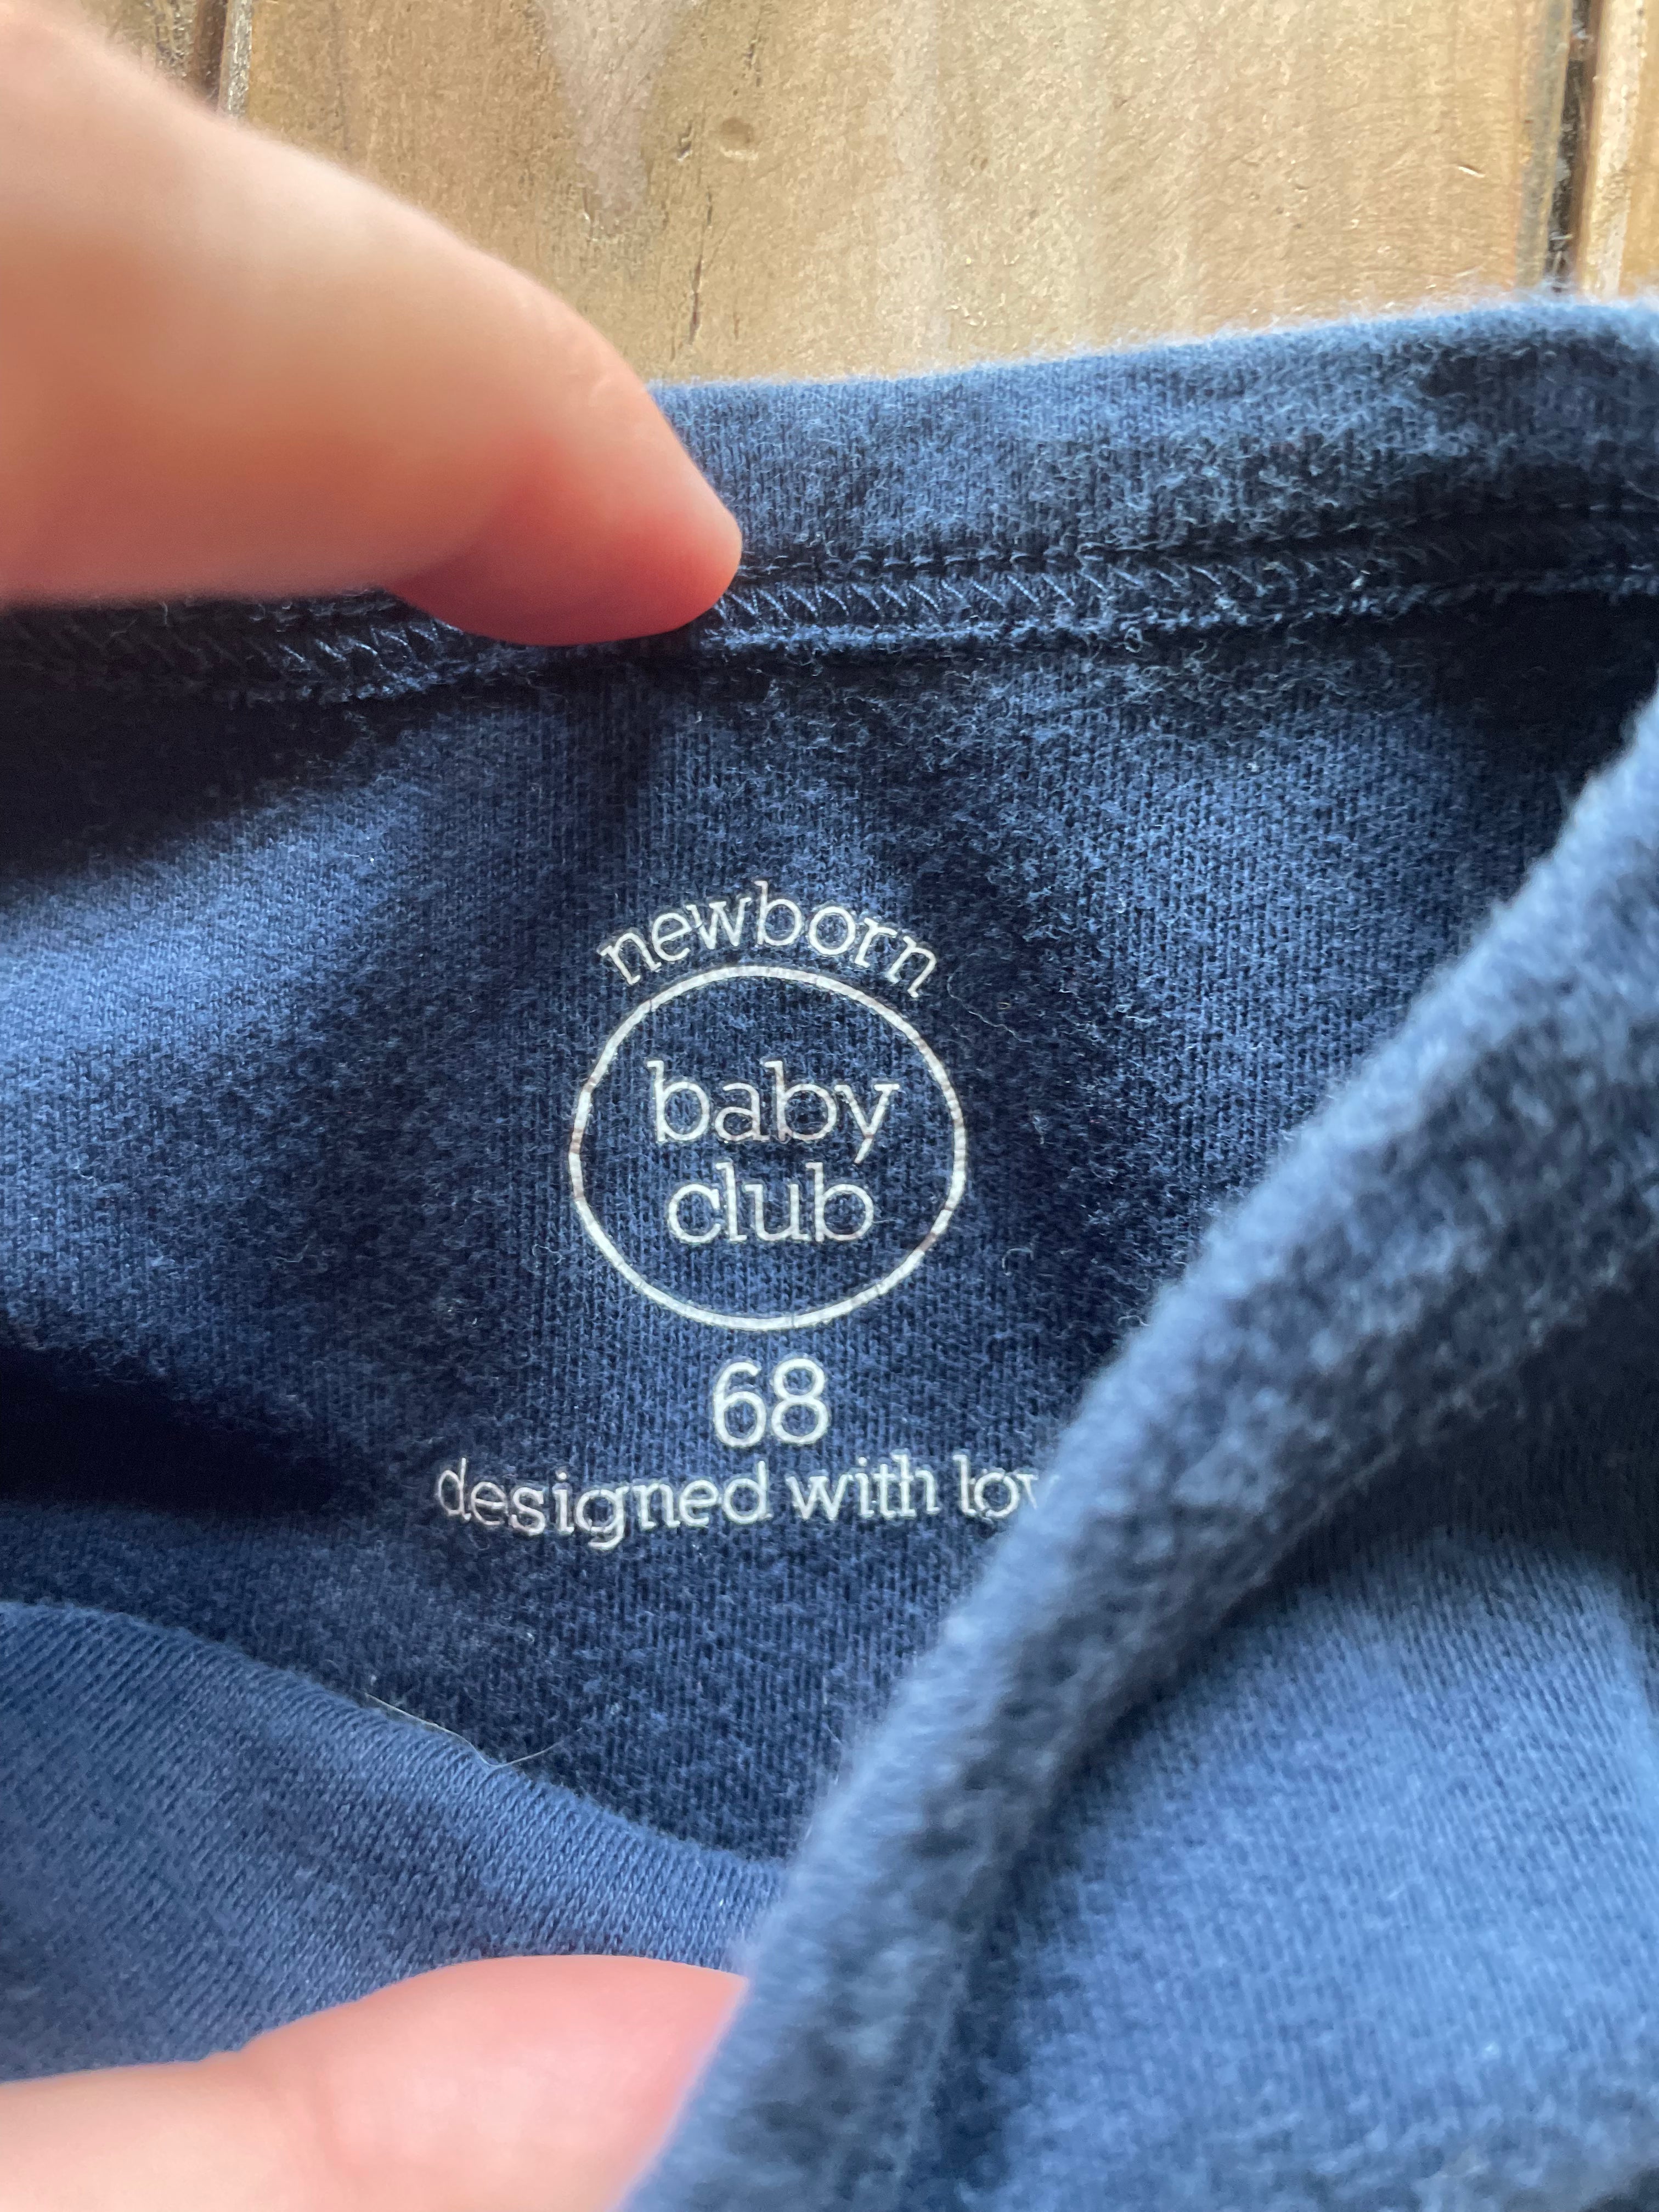 newborn
baby
club
68
designed with lov